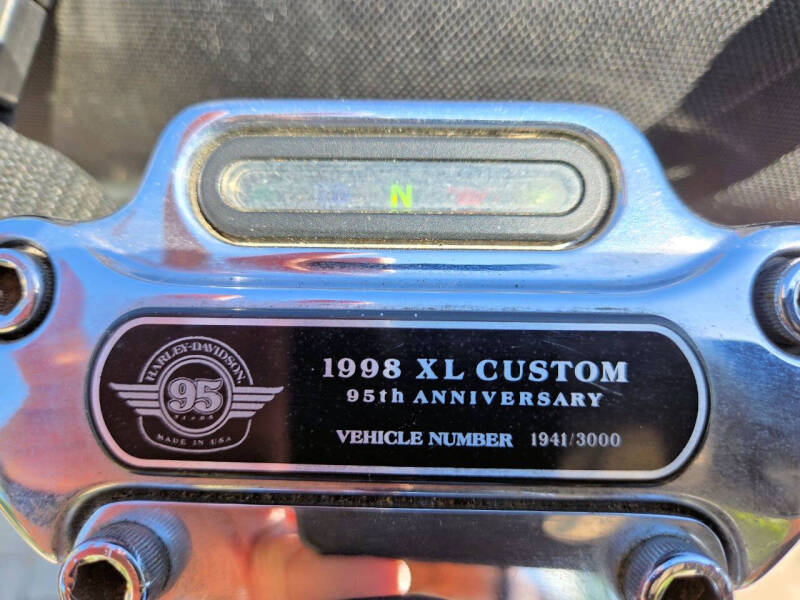 N
HARLEY-DAVIDSON
95
YEARS
MADE IN USA
1998 XL CUSTOM
95th ANNIVERSARY
VEHICLE NUMBER 1941/3000